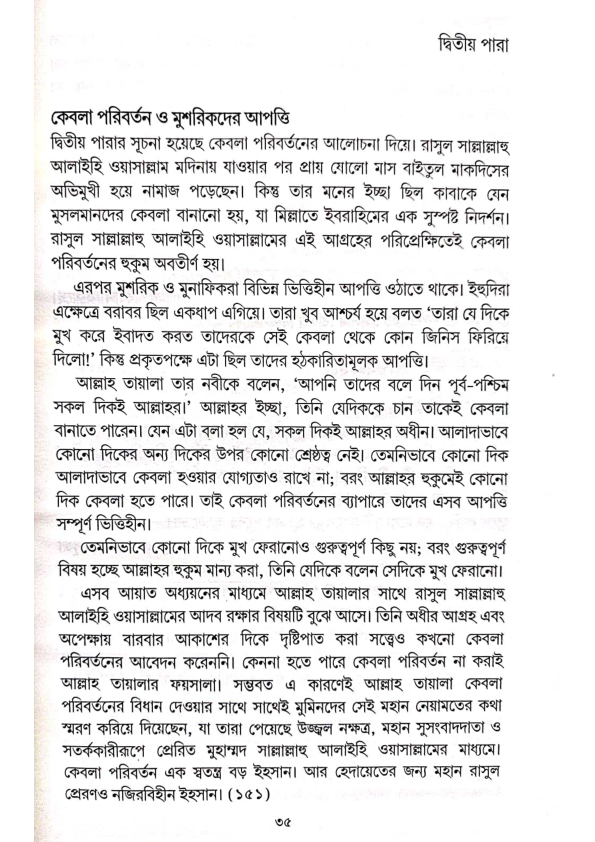 দ্বিতীয় পারা
কেবলা পরিবর্তন ও মুশরিকদের আপত্তি
দ্বিতীয় পারার সূচনা হয়েছে কেবলা পরিবর্তনের আলোচনা দিয়ে। রাসুল সাল্লাল্লাহু
আলাইহি ওয়াসাল্লাম মদিনায় যাওয়ার পর প্রায় ষোলো মাস বাইতুল মাকদিসের
অভিমুখী হয়ে নামাজ পড়েছেন। কিন্তু তার মনের ইচ্ছা ছিল কাবাকে যেন
মুসলমানদের কেবলা বানানো হয়, যা মিল্লাতে ইবরাহিমের এক সুস্পষ্ট নিদর্শন।
রাসুল সাল্লাল্লাহু আলাইহি ওয়াসাল্লামের এই আগ্রহের পরিপ্রেক্ষিতেই কেবলা
পরিবর্তনের হুকুম অবতীর্ণ হয়।
এরপর মুশরিক ও মুনাফিকরা বিভিন্ন ভিত্তিহীন আপত্তি ওঠাতে থাকে। ইহুদিরা
এক্ষেত্রে বরাবর ছিল একধাপ এগিয়ে। তারা খুব আশ্চর্য হয়ে বলত ‘তারা যে দিকে
মুখ করে ইবাদত করত তাদেরকে সেই কেবলা থেকে কোন জিনিস ফিরিয়ে
দিলো!’ কিন্তু প্রকৃতপক্ষে এটা ছিল তাদের হঠকারিতামূলক আপত্তি।
আল্লাহ তায়ালা তার নবীকে বলেন, ‘আপনি তাদের বলে দিন পূর্ব-পশ্চিম
সকল দিকই আল্লাহর।’ আল্লাহর ইচ্ছা, তিনি যেদিককে চান তাকেই কেবলা
বানাতে পারেন। যেন এটা বলা হল যে, সকল দিকই আল্লাহর অধীন। আলাদাভাবে
কোনো দিকের অন্য দিকের উপর কোনো শ্রেষ্ঠত্ব নেই। তেমনিভাবে কোনো দিক
আলাদাভাবে কেবলা হওয়ার যোগ্যতাও রাখে না; বরং আল্লাহর হুকুমেই কোনো
দিক কেবলা হতে পারে। তাই কেবলা পরিবর্তনের ব্যাপারে তাদের এসব আপত্তি
সম্পূর্ণ ভিত্তিহীন।
তেমনিভাবে কোনো দিকে মুখ ফেরানোও গুরুত্বপূর্ণ কিছু নয়; বরং গুরুত্বপূর্ণ
বিষয় হচ্ছে আল্লাহর হুকুম মান্য করা, তিনি যেদিকে বলেন সেদিকে মুখ ফেরানো।
এসব আয়াত অধ্যয়নের মাধ্যমে আল্লাহ তায়ালার সাথে রাসুল সাল্লাল্লাহু
আলাইহি ওয়াসাল্লামের আদব রক্ষার বিষয়টি বুঝে আসে। তিনি অধীর আগ্রহ এবং
অপেক্ষায় বারবার আকাশের দিকে দৃষ্টিপাত করা সত্ত্বেও কখনো কেবলা
পরিবর্তনের আবেদন করেননি। কেননা হতে পারে কেবলা পরিবর্তন না করাই
আল্লাহ তায়ালার ফয়সালা। সম্ভবত এ কারণেই আল্লাহ তায়ালা কেবলা
পরিবর্তনের বিধান দেওয়ার সাথে সাথেই মুমিনদের সেই মহান নেয়ামতের কথা
স্মরণ করিয়ে দিয়েছেন, যা তারা পেয়েছে উজ্জ্বল নক্ষত্র, মহান সুসংবাদদাতা ও
সতর্ককারীরূপে প্রেরিত মুহাম্মদ সাল্লাল্লাহু আলাইহি ওয়াসাল্লামের মাধ্যমে।
কেবলা পরিবর্তন এক স্বতন্ত্র বড় ইহসান। আর হেদায়েতের জন্য মহান রাসুল
প্রেরণও নজিরবিহীন ইহসান। (১৫১)
৩৫